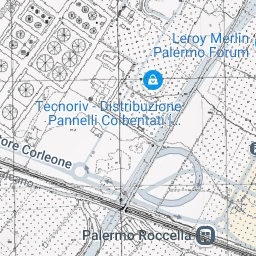 Leroy Merlin
Palermo Forum
Tecnoriv - Distribuzione
Pannelli Coibentati |...
ore Corleone
Palermo Roccella